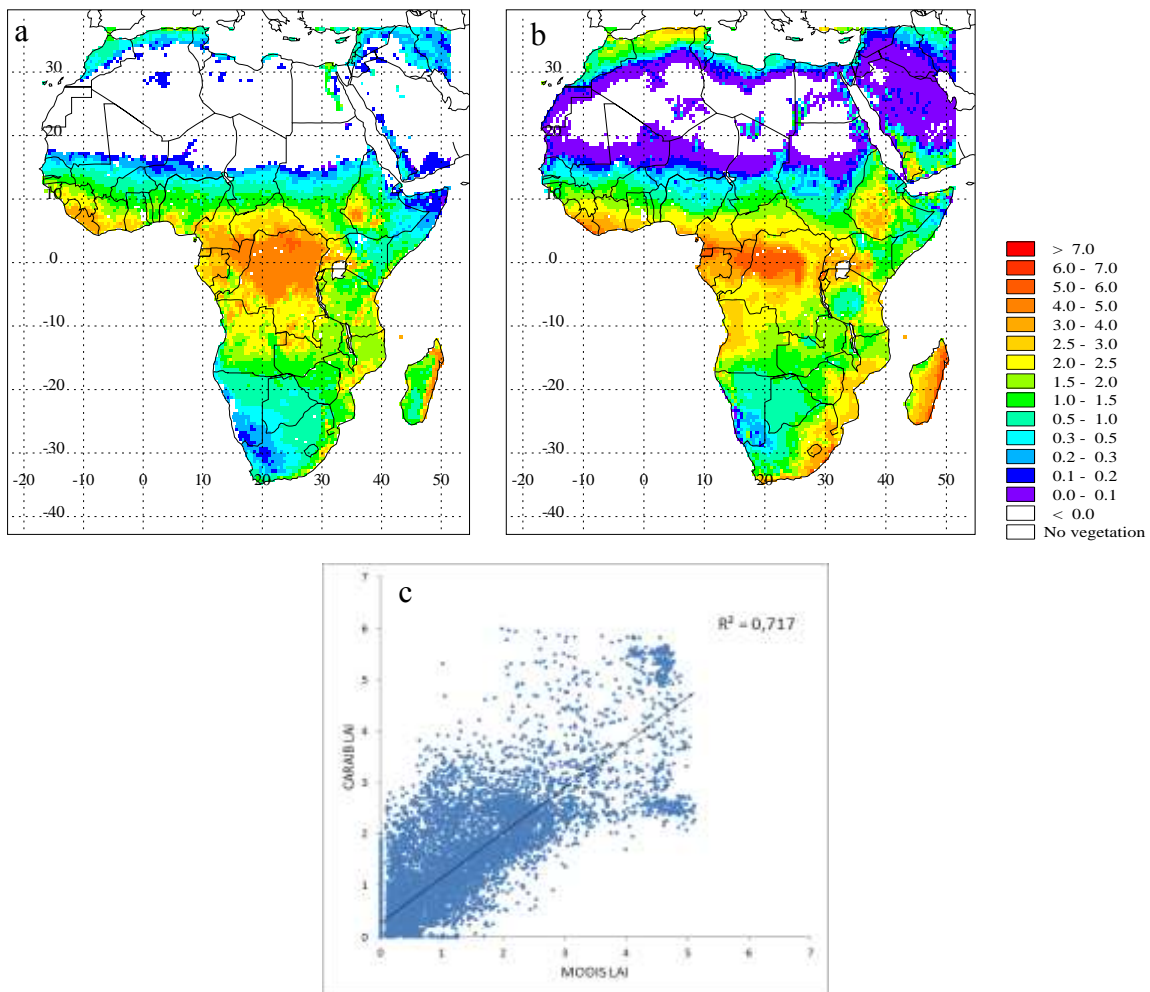 a
b
30
20
10
0
-10
-20
-30
-40
-20 -10 0 10 20 30 40 50
30
20
10
0
-10
-20
-30
-40
-20 -10 0 10 20 30 40 50
> 7.0
6.0 - 7.0
5.0 - 6.0
4.0 - 5.0
3.0 - 4.0
2.5 - 3.0
2.0 - 2.5
1.5 - 2.0
1.0 - 1.5
0.5 - 1.0
0.3 - 0.5
0.2 - 0.3
0.1 - 0.2
0.0 - 0.1
< 0.0
No vegetation
c
R² = 0,717
CARAIB LAI
7
6
5
4
3
2
1
0
0 1 2 3 4 5 6 7
MODIS LAI